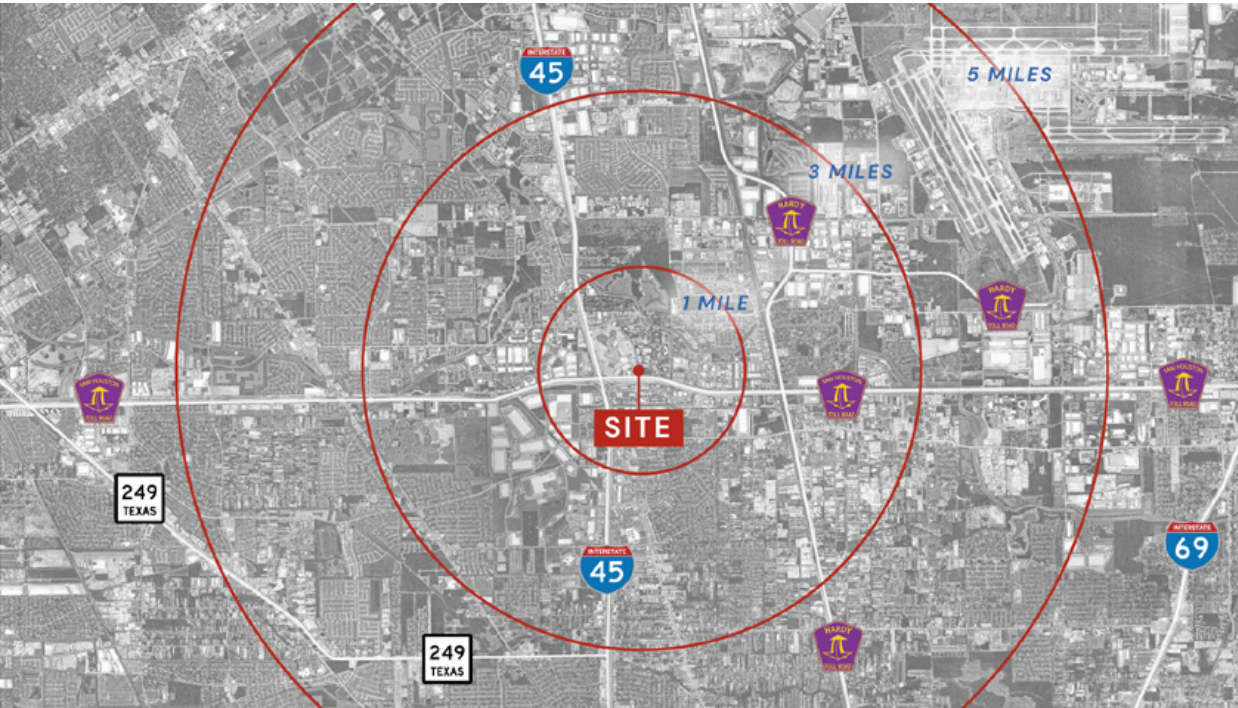 INTERSTATE
45
5 MILES
3 MILES
HARDY
TOLL ROAD
1 MILE
HARDY
TOLL ROAD
SAM HOUSTON
TOLL ROAD
SAM HOUSTON
TOLL ROAD
SAM HOUSTON
TOLL ROAD
SITE
249
TEXAS
INTERSTATE
45
INTERSTATE
69
HARDY
TOLL ROAD
249
TEXAS